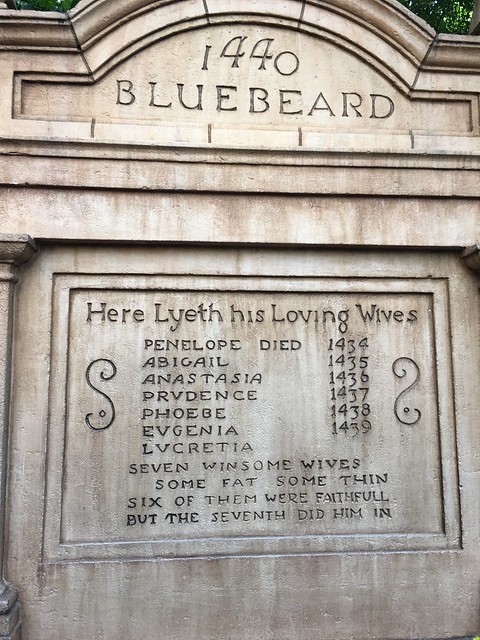 1440
BLUEBEARD
Here Lyeth his Loving Wives
PENELOPE DIED 1434
ABIGAIL 1435
ANASTASIA 1436
PRVDENCE 1437
PHOEBE 1438
EVGENIA 1439
LVCRETIA
SEVEN WINSOME WIVES
SOME FAT SOME THIN
SIX OF THEM WERE FAITHFULL
BUT THE SEVENTH DID HIM IN